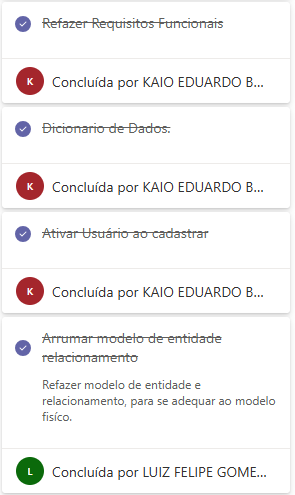 Refazer Requisitos Funcionais
K Concluída por KAIO EDUARDO B...
Dicionario de Dados.
K Concluída por KAIO EDUARDO B...
Ativar Usuário ao cadastrar
K Concluída por KAIO EDUARDO B...
Arrumar modelo de entidade
relacionamento
Refazer modelo de entidade e
relacionamento, para se adequar ao modelo
fisíco.
L Concluída por LUIZ FELIPE GOME...